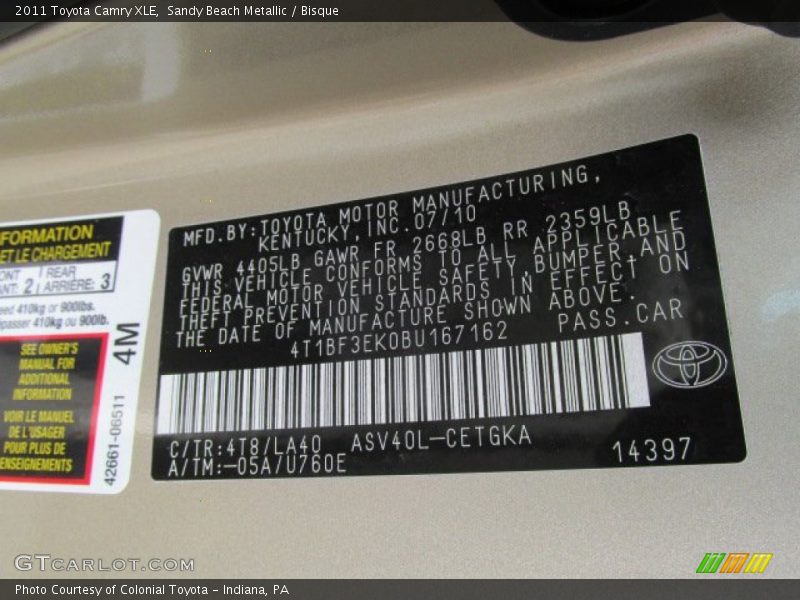 2011 Toyota Camry XLE, Sandy Beach Metallic / Bisque
MFD.BY:TOYOTA MOTOR MANUFACTURING,
KENTUCKY,INC.07/10
GVWR 4405LB GAWR FR 2668LB RR 2359LB
THIS VEHICLE CONFORMS TO ALL APPLICABLE
FEDERAL MOTOR VEHICLE SAFETY,BUMPER,AND
THEFT PREVENTION STANDARDS IN EFFECT ON
THE DATE OF MANUFACTURE SHOWN ABOVE.
4T1BF3EK0BU167162 PASS.CAR
C/TR:4T8/LA40 ASV40L-CETGKA
A/TM:-05A/U760E 14397
FORMATION
ET LE CHARGEMENT
2 REAR
ARRIÈRE: 3
410kg or 900lbs.
410kg ou 900lb.
SEE OWNER'S
MANUAL FOR
ADDITIONAL
INFORMATION
VOIR LE MANUEL
DE L'USAGER
POUR PLUS DE
ENSEIGNEMENTS
4M
42661-06511
GTCARLOT.COM
Photo Courtesy of Colonial Toyota - Indiana, PA